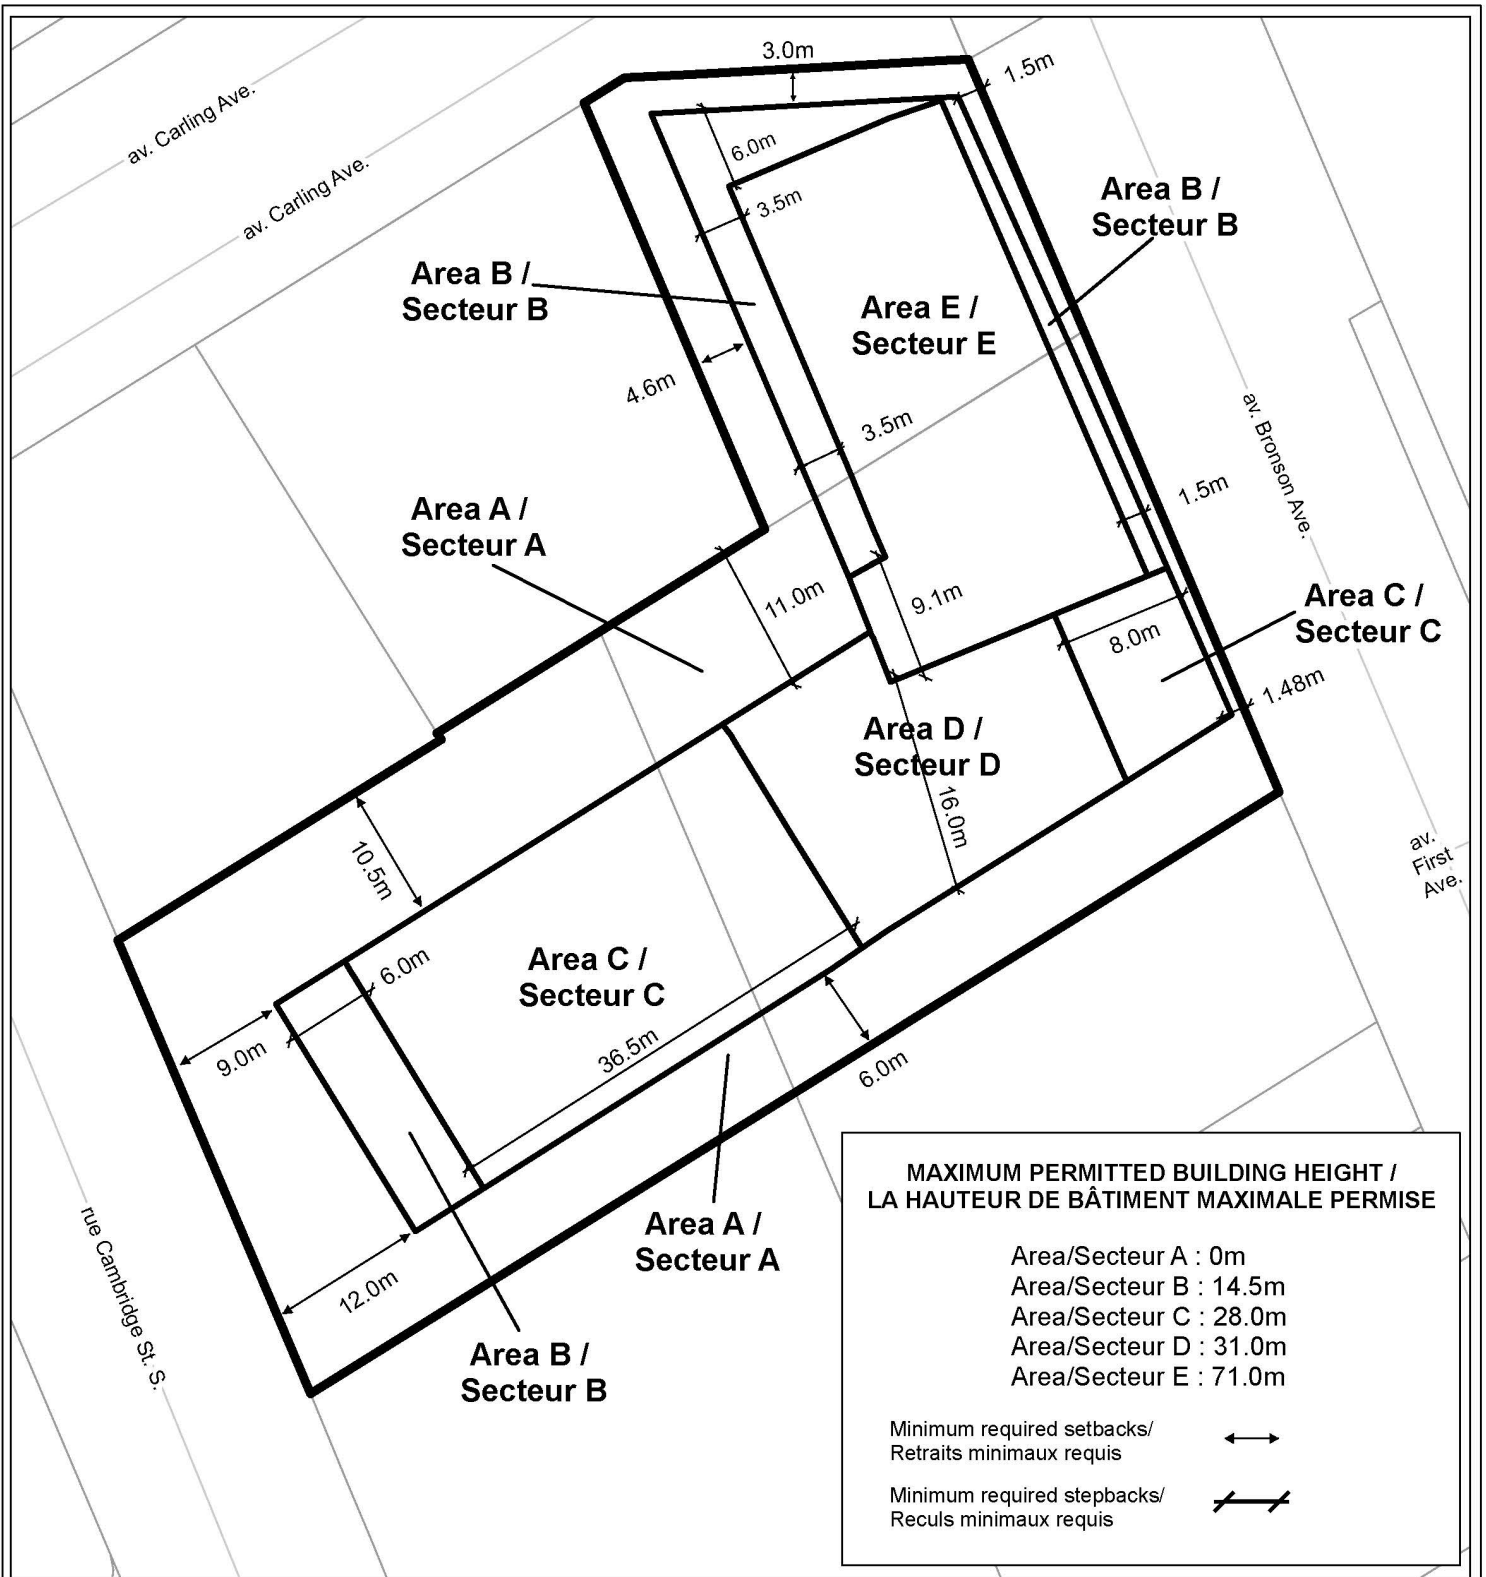 3.0m
1.5m
av. Carling Ave.
6.0m
av. Carling Ave.
Area B /
Secteur B
3.5m
Area B /
Secteur B
Area E /
Secteur E
4.6m
3.5m
av. Bronson Ave.
1.5m
Area A /
Secteur A
11.0m
9.1m
Area C /
Secteur C
8.0m
1.48m
Area D /
Secteur D
16.0m
av.
First
Ave.
10.5m
6.0m
Area C /
Secteur C
9.0m
36.5m
6.0m
rue Cambridge St. S.
Area A /
Secteur A
12.0m
Area B /
Secteur B
MAXIMUM PERMITTED BUILDING HEIGHT /
LA HAUTEUR DE BÂTIMENT MAXIMALE PERMISE
Area/Secteur A : 0m
Area/Secteur B : 14.5m
Area/Secteur C : 28.0m
Area/Secteur D : 31.0m
Area/Secteur E : 71.0m
Minimum required setbacks/
Retraits minimaux requis
Minimum required stepbacks/
Reculs minimaux requis